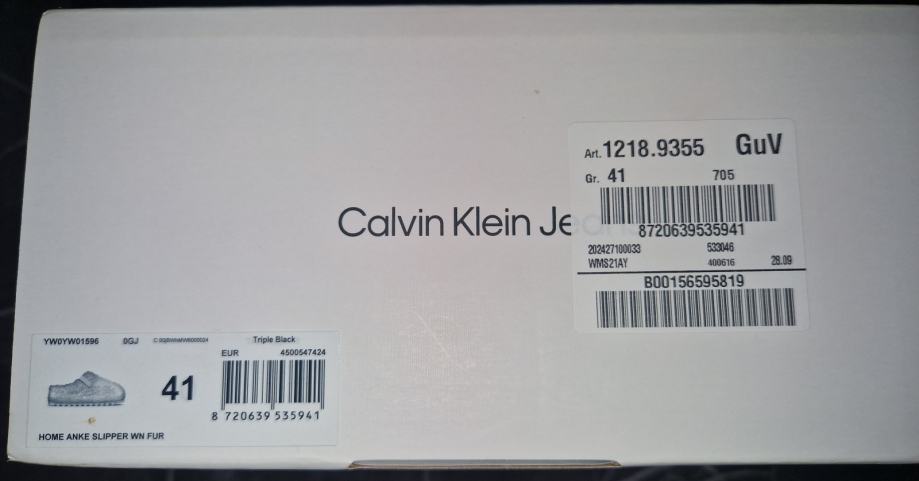 Calvin Klein Jeans
Art. 1218.9355 GuV
Gr. 41 705
8720639535941
202427100033 533046
WMS21AY 400616 28.09
B00156595819
YW0YW01596 0GJ Triple Black
EUR 4500547424
41
8 720639 535941
HOME ANKE SLIPPER WN FUR